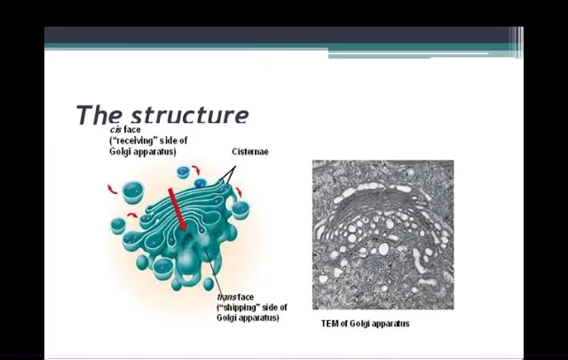 The structure
cis face
("receiving" side of
Golgi apparatus)
Cisternae
trans face
("shipping" side of
Golgi apparatus)
TEM of Golgi apparatus